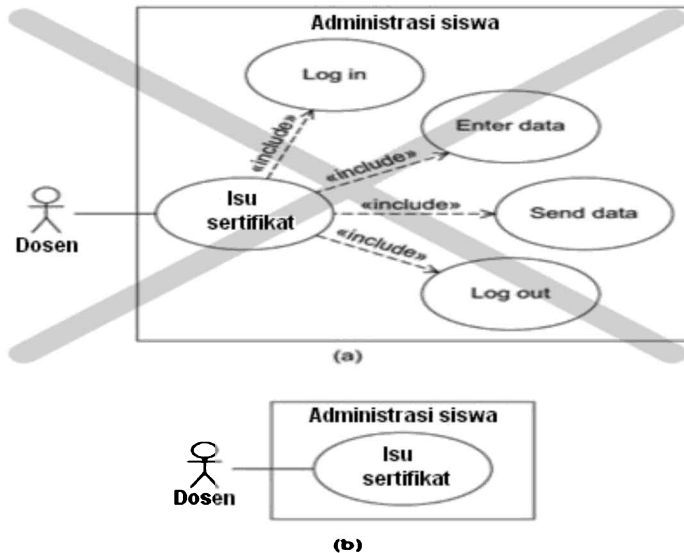 Administrasi siswa
Log in
Enter data
«include»
«include»
Isu
sertifikat
«include»
Send data
Dosen
«include»
Log out
(a)
Administrasi siswa
Isu
sertifikat
Dosen
(b)